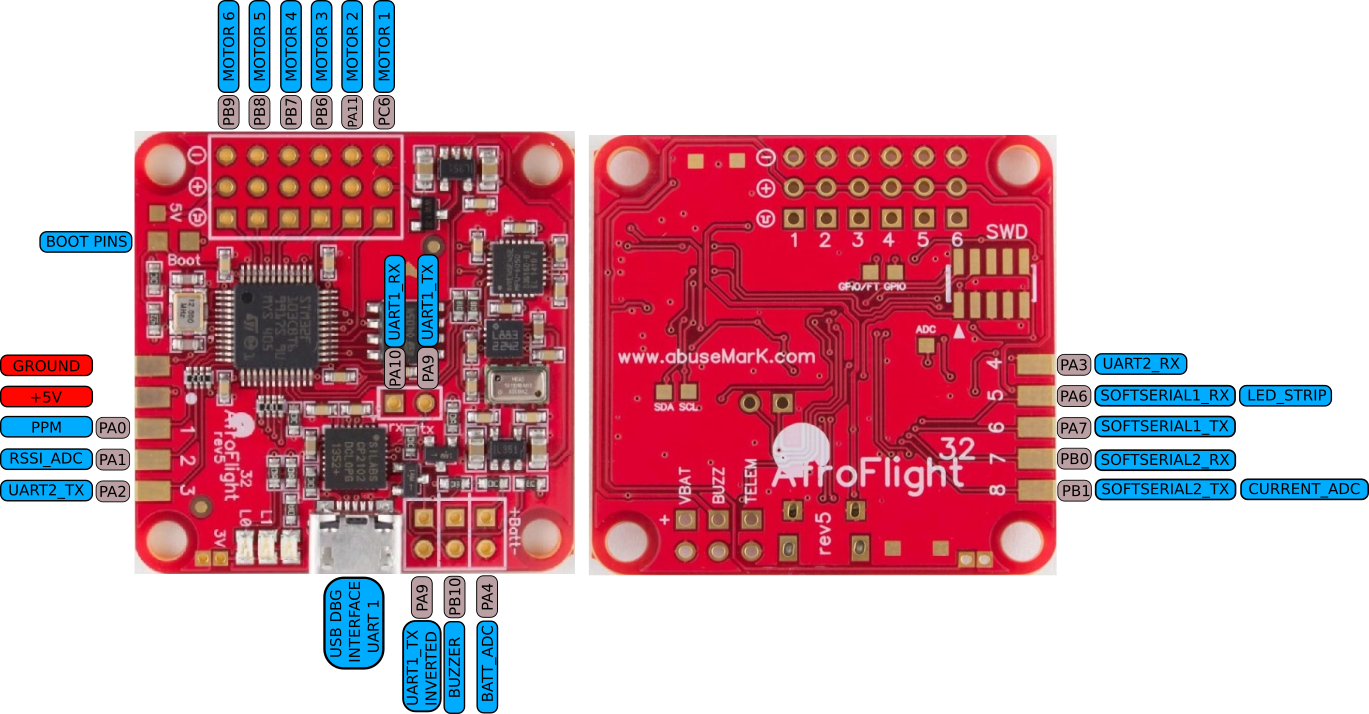 MOTOR 6
MOTOR 5
MOTOR 4
MOTOR 3
MOTOR 2
MOTOR 1
PB9
PB8
PB7
PB6
PA11
PC6
5V
BOOT PINS
Boot
UART1_RX
UART1_TX
PA10
PA9
rx
tx
GROUND
+5V
PPM
PA0
1
RSSI_ADC
PA1
2
UART2_TX
PA2
3
AfroFlight
32
rev5
SILABS
CP2102
L0
L1
3V
+Batt-
USB DBG
INTERFACE
UART 1
PA9
PB10
PA4
UART1_TX
INVERTED
BUZZER
BATT_ADC
1 2 3 4 5 6
SWD
GPIO/FT GPIO
ADC
www.abuseMarK.com
SDA SCL
4
PA3
UART2_RX
5
PA6
SOFTSERIAL1_RX
LED_STRIP
6
PA7
SOFTSERIAL1_TX
7
PB0
SOFTSERIAL2_RX
8
PB1
SOFTSERIAL2_TX
CURRENT_ADC
32
AfroFlight
rev5
+
VBAT
BUZZ
TELEM